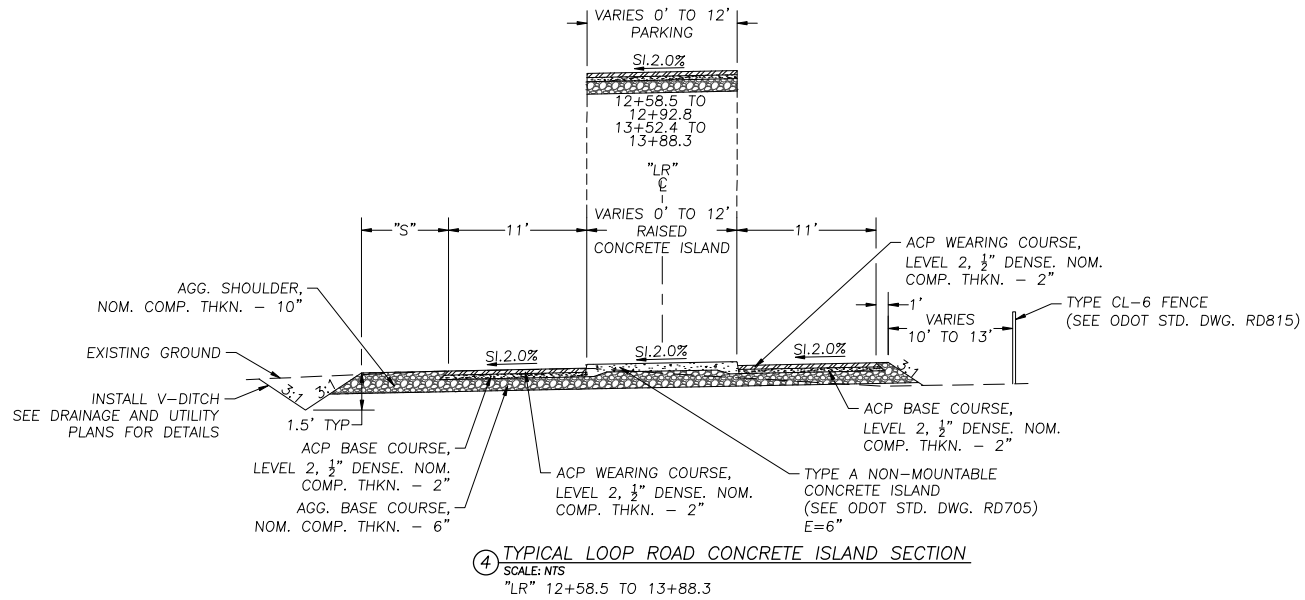 VARIES 0' TO 12'
PARKING
Sl.2.0%
12+58.5 TO
12+92.8
13+52.4 TO
13+88.3
"LR"
℄
VARIES 0' TO 12'
RAISED
CONCRETE ISLAND
"S"
11'
11'
ACP WEARING COURSE,
LEVEL 2, ½" DENSE. NOM.
COMP. THKN. – 2"
AGG. SHOULDER,
NOM. COMP. THKN. – 10"
1'
VARIES
10' TO 13'
TYPE CL–6 FENCE
(SEE ODOT STD. DWG. RD815)
EXISTING GROUND
Sl.2.0%
Sl.2.0%
Sl.2.0%
3:1
3:1
3:1
INSTALL V–DITCH
SEE DRAINAGE AND UTILITY
PLANS FOR DETAILS
1.5' TYP
ACP BASE COURSE,
LEVEL 2, ½" DENSE. NOM.
COMP. THKN. – 2"
AGG. BASE COURSE,
NOM. COMP. THKN. – 6"
ACP WEARING COURSE,
LEVEL 2, ½" DENSE. NOM.
COMP. THKN. – 2"
ACP BASE COURSE,
LEVEL 2, ½" DENSE. NOM.
COMP. THKN. – 2"
TYPE A NON–MOUNTABLE
CONCRETE ISLAND
(SEE ODOT STD. DWG. RD705)
E=6"
4 TYPICAL LOOP ROAD CONCRETE ISLAND SECTION
SCALE: NTS
"LR" 12+58.5 TO 13+88.3